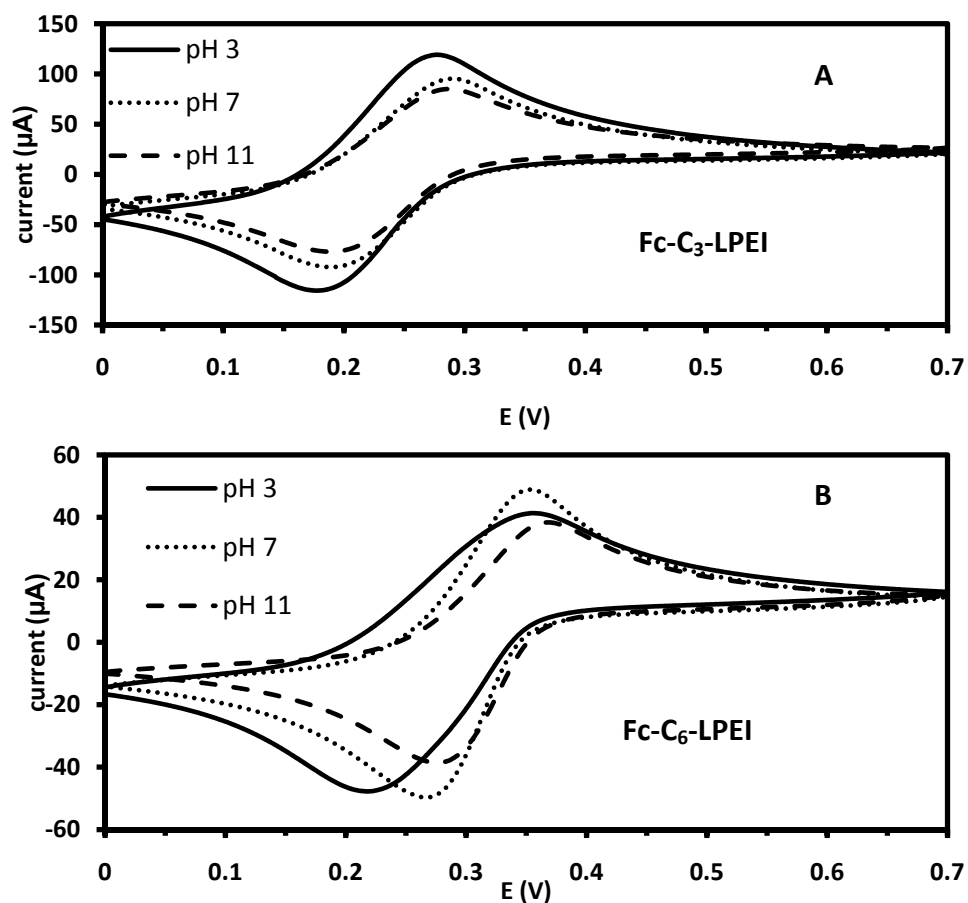 150
100
50
0
-50
-100
-150
current (µA)
pH 3
pH 7
pH 11
A
Fc-C₃-LPEI
0 0.1 0.2 0.3 0.4 0.5 0.6 0.7
E (V)
60
40
20
0
-20
-40
-60
current (µA)
pH 3
pH 7
pH 11
B
Fc-C₆-LPEI
0 0.1 0.2 0.3 0.4 0.5 0.6 0.7
E (V)